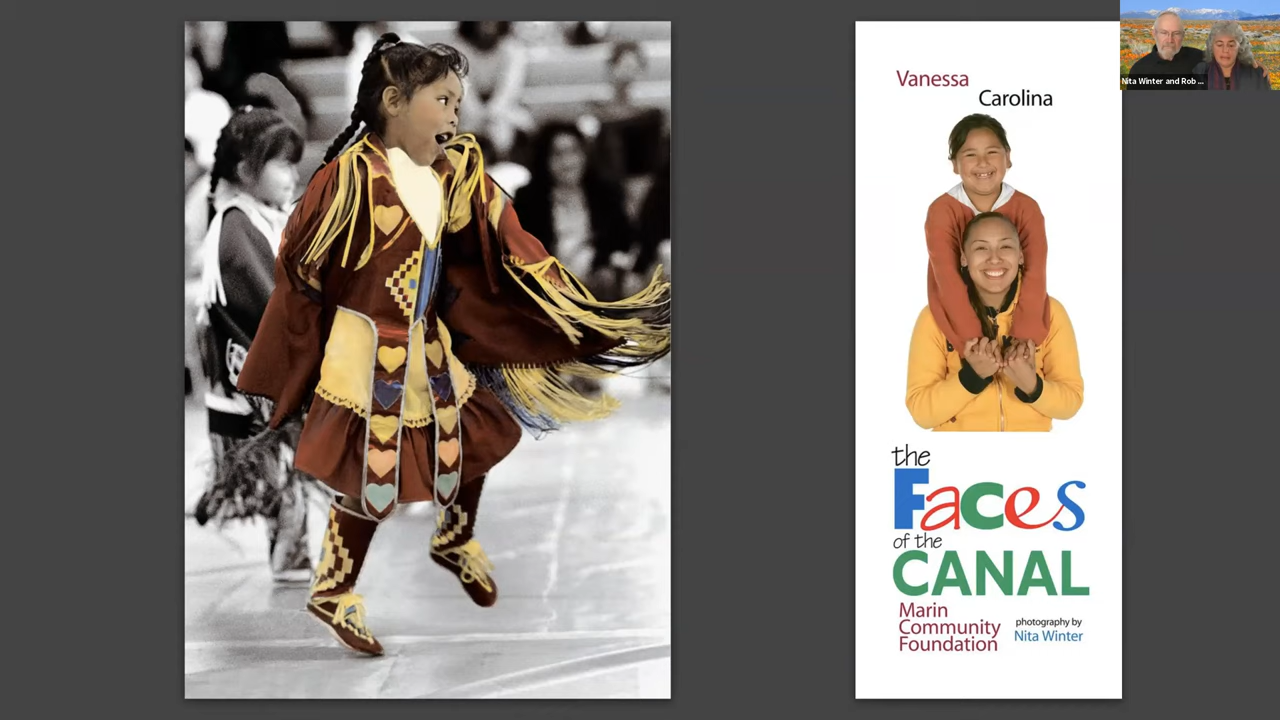 Vanessa
Carolina
the
Faces
of the
CANAL
Marin
Community
Foundation
photography by
Nita Winter
Nita Winter and Rob ...